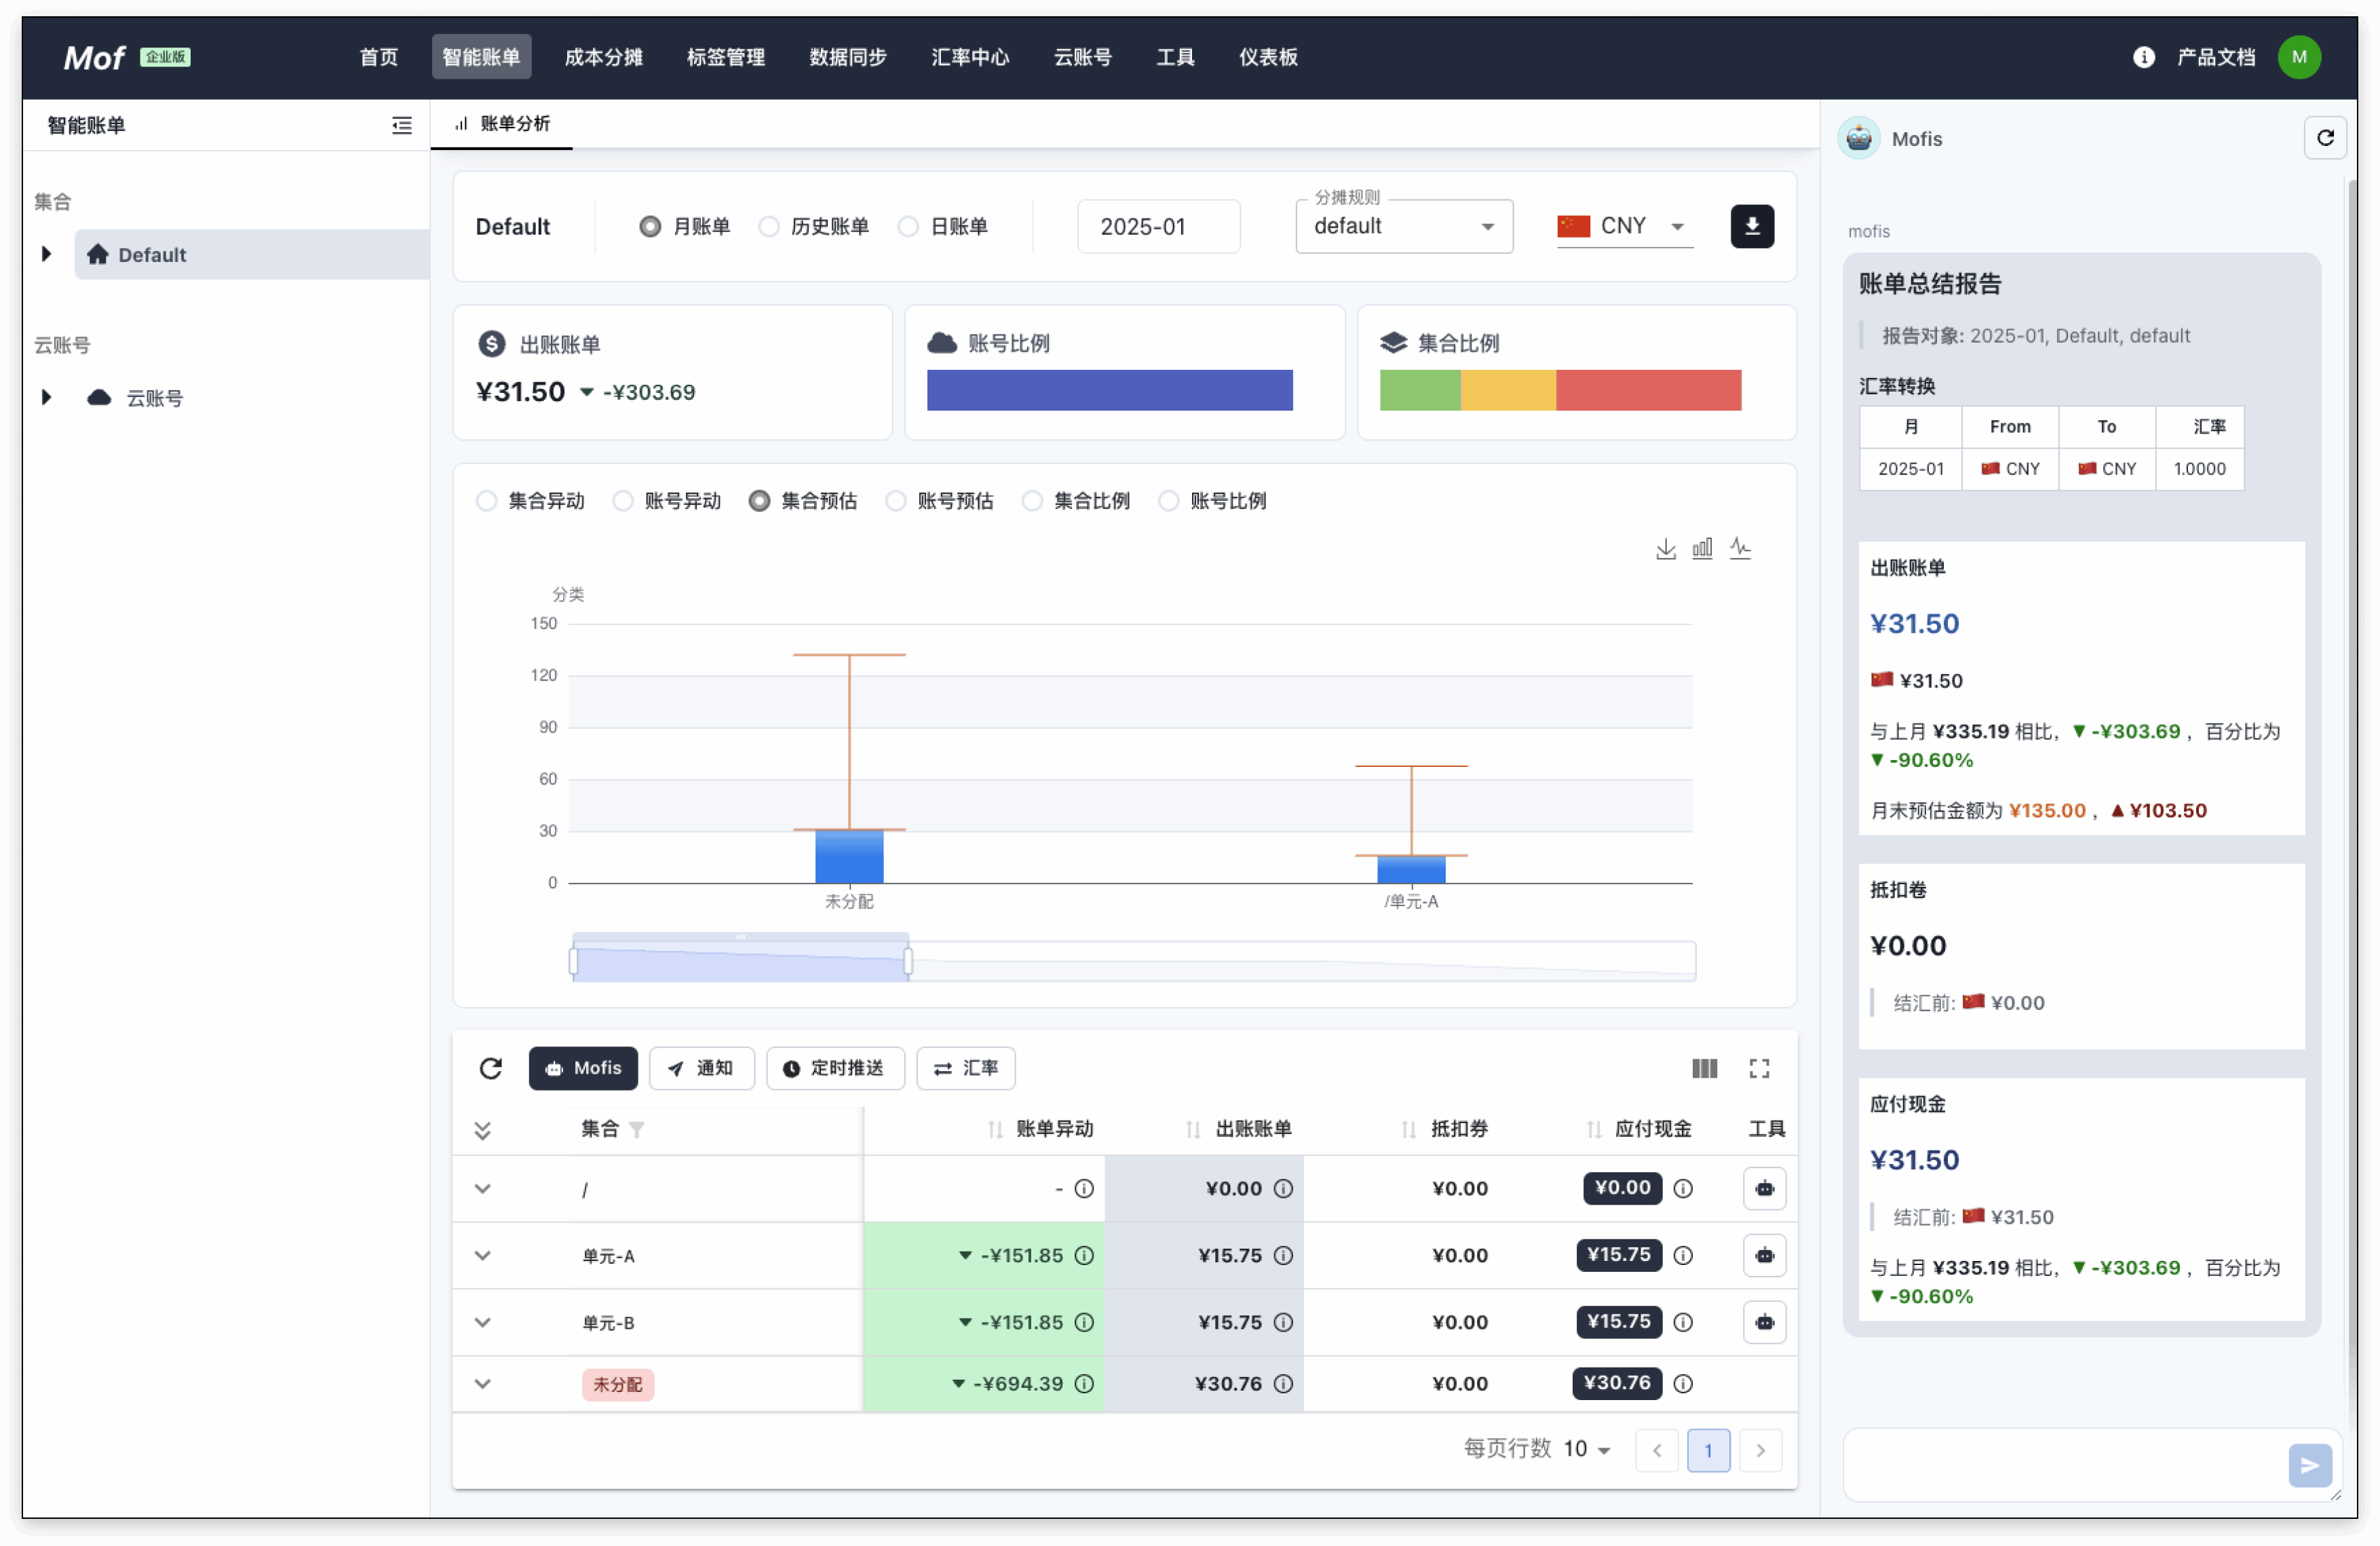 Mof 企业版 首页 智能账单 成本分摊 标签管理 数据同步 汇率中心 云账号 工具 仪表板 产品文档 M
智能账单
集合
Default
云账号
云账号
账单分析
Default 月账单 历史账单 日账单 2025-01 分摊规则 default CNY
出账账单
¥31.50 -¥303.69
账号比例
集合比例
集合异动 账号异动 集合预估 账号预估 集合比例 账号比例
分类
150
120
90
60
30
0
未分配 /单元-A
Mofis 通知 定时推送 汇率
集合 账单异动 出账账单 抵扣券 应付现金 工具
/ - ¥0.00 ¥0.00 ¥0.00
单元-A -¥151.85 ¥15.75 ¥0.00 ¥15.75
单元-B -¥151.85 ¥15.75 ¥0.00 ¥15.75
未分配 -¥694.39 ¥30.76 ¥0.00 ¥30.76
每页行数 10 1
Mofis
mofis
账单总结报告
报告对象: 2025-01, Default, default
汇率转换
月 From To 汇率
2025-01 CNY CNY 1.0000
出账账单
¥31.50
¥31.50
与上月 ¥335.19 相比, ▼-¥303.69 , 百分比为
▼-90.60%
月末预估金额为 ¥135.00 , ▲¥103.50
抵扣卷
¥0.00
结汇前: ¥0.00
应付现金
¥31.50
结汇前: ¥31.50
与上月 ¥335.19 相比, ▼-¥303.69 , 百分比为
▼-90.60%